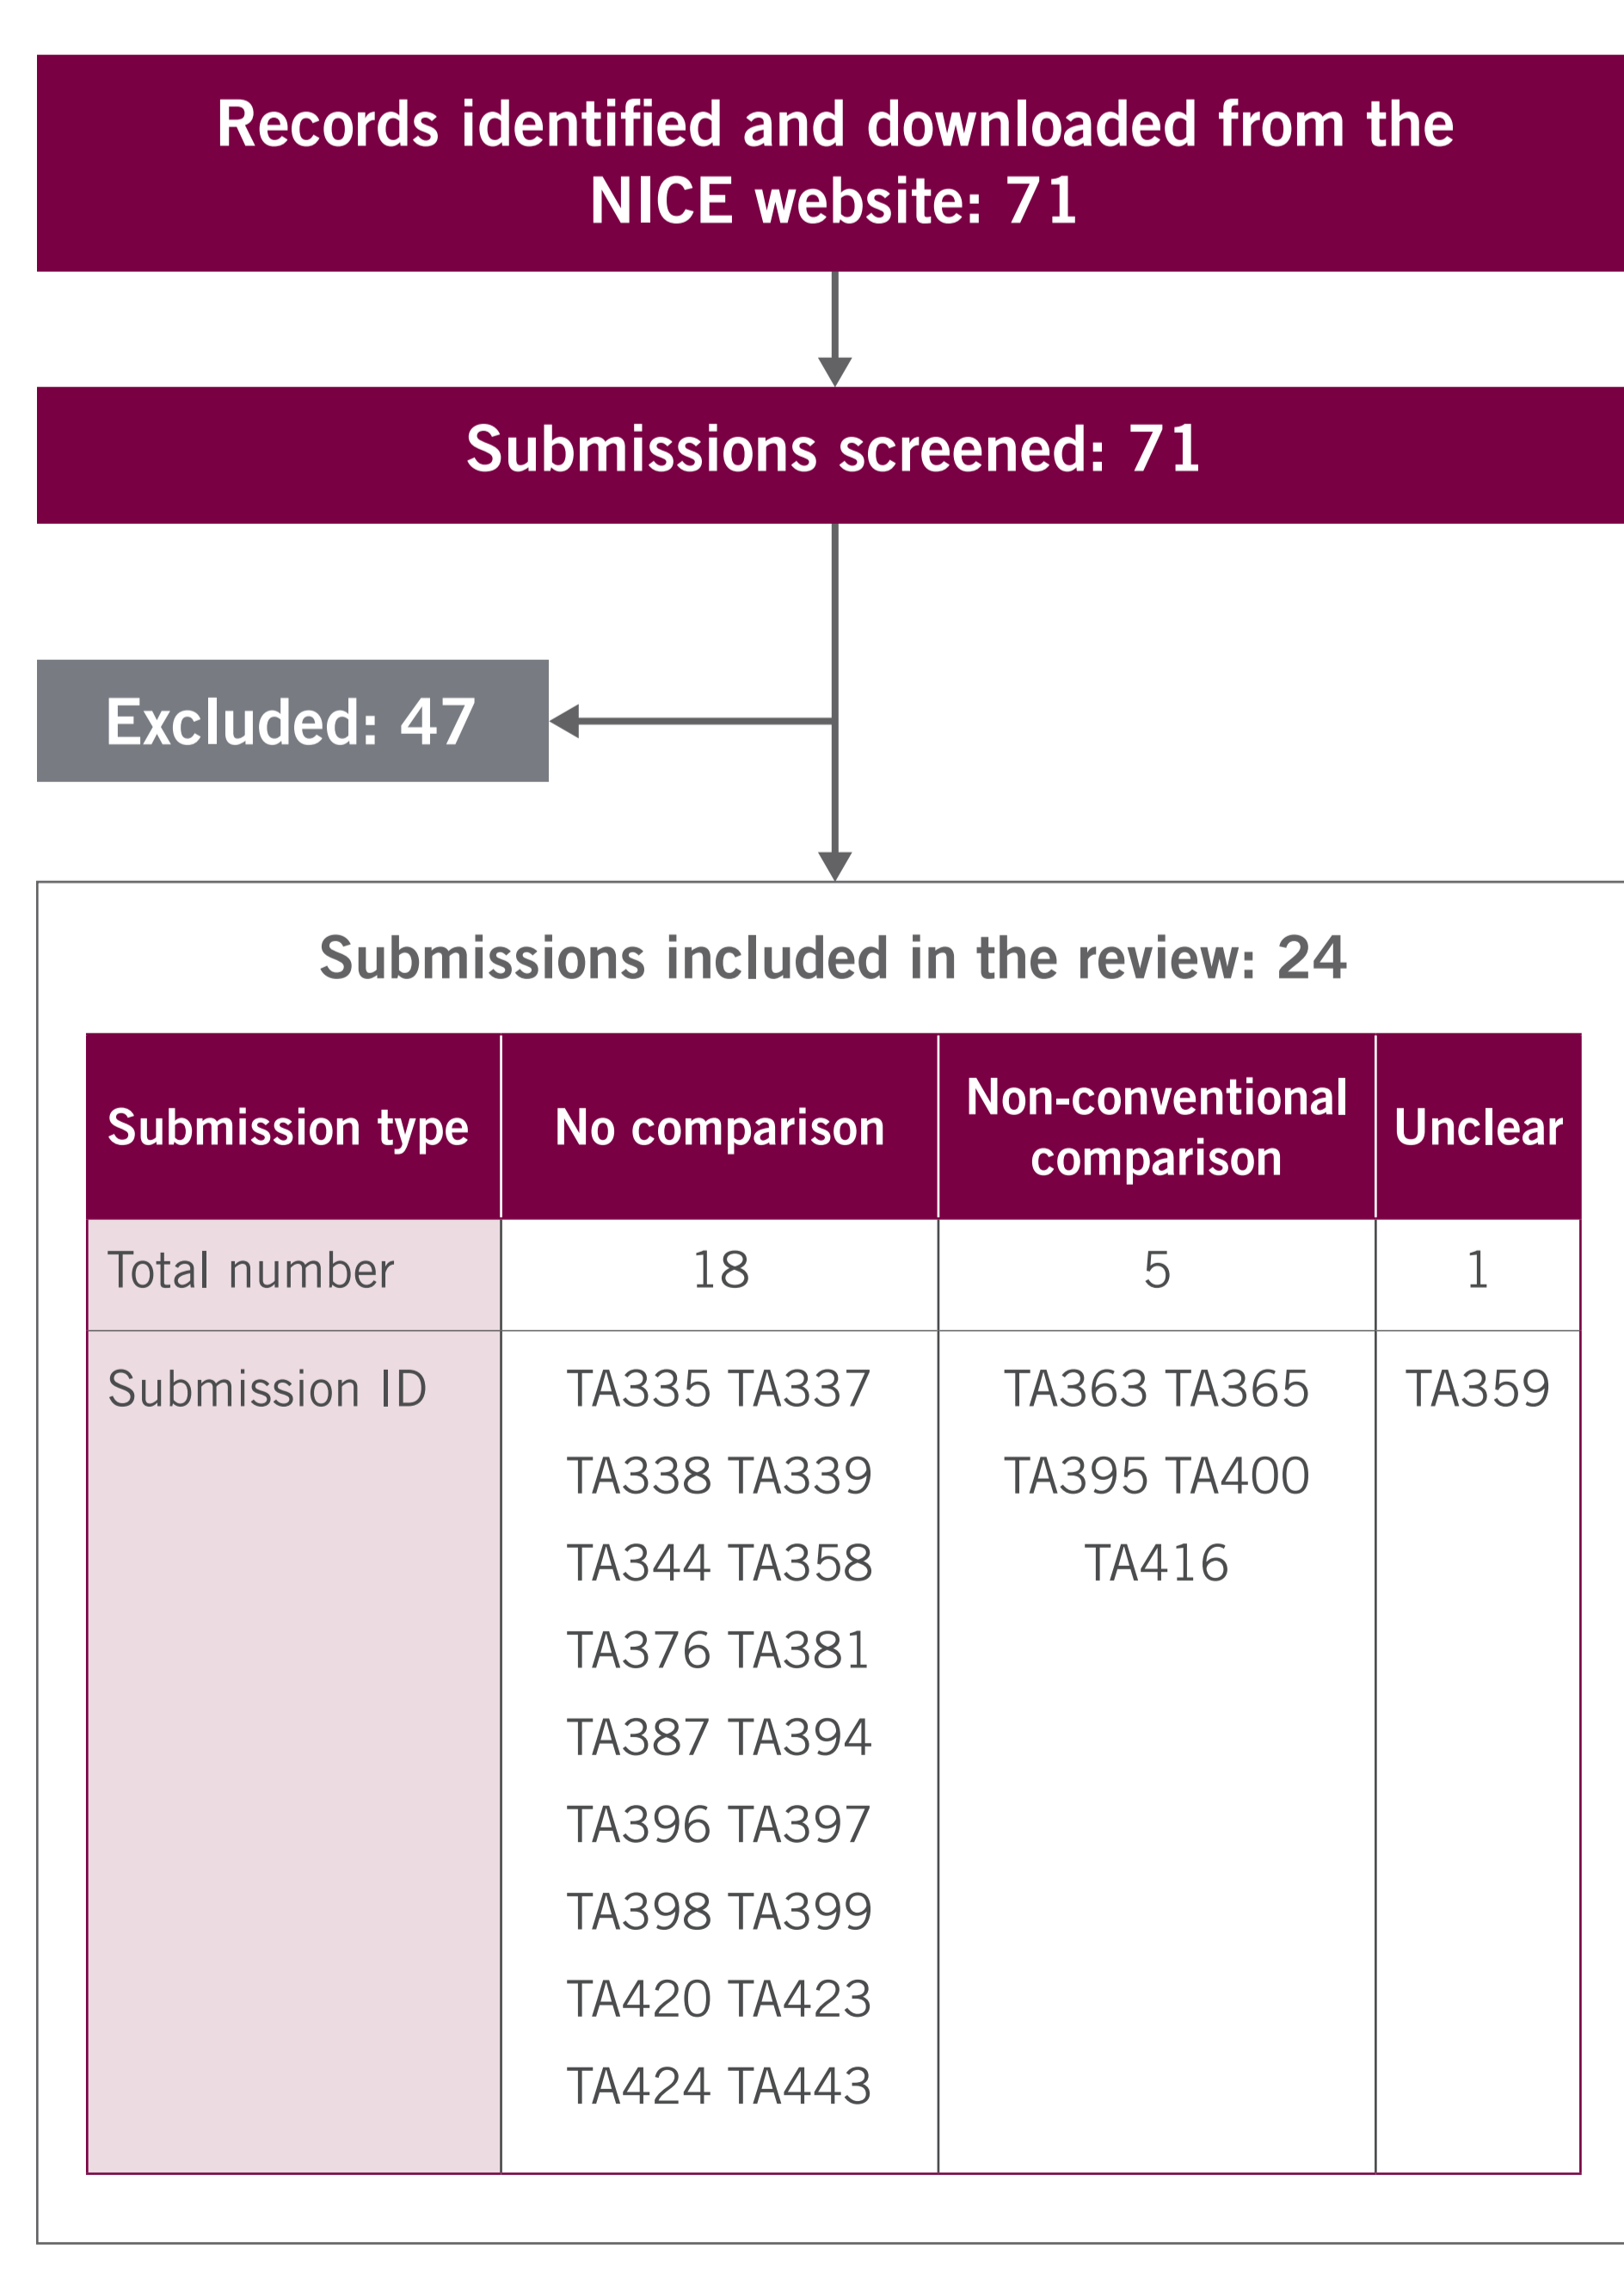 Records identified and downloaded from the
NICE website: 71
Submissions screened: 71
Excluded: 47
Submissions included in the review: 24
Submission type
No comparison
Non-conventional
comparison
Unclear
Total number
18
5
1
Submission ID
TA335 TA337
TA338 TA339
TA344 TA358
TA376 TA381
TA387 TA394
TA396 TA397
TA398 TA399
TA420 TA423
TA424 TA443
TA363 TA365
TA395 TA400
TA416
TA359